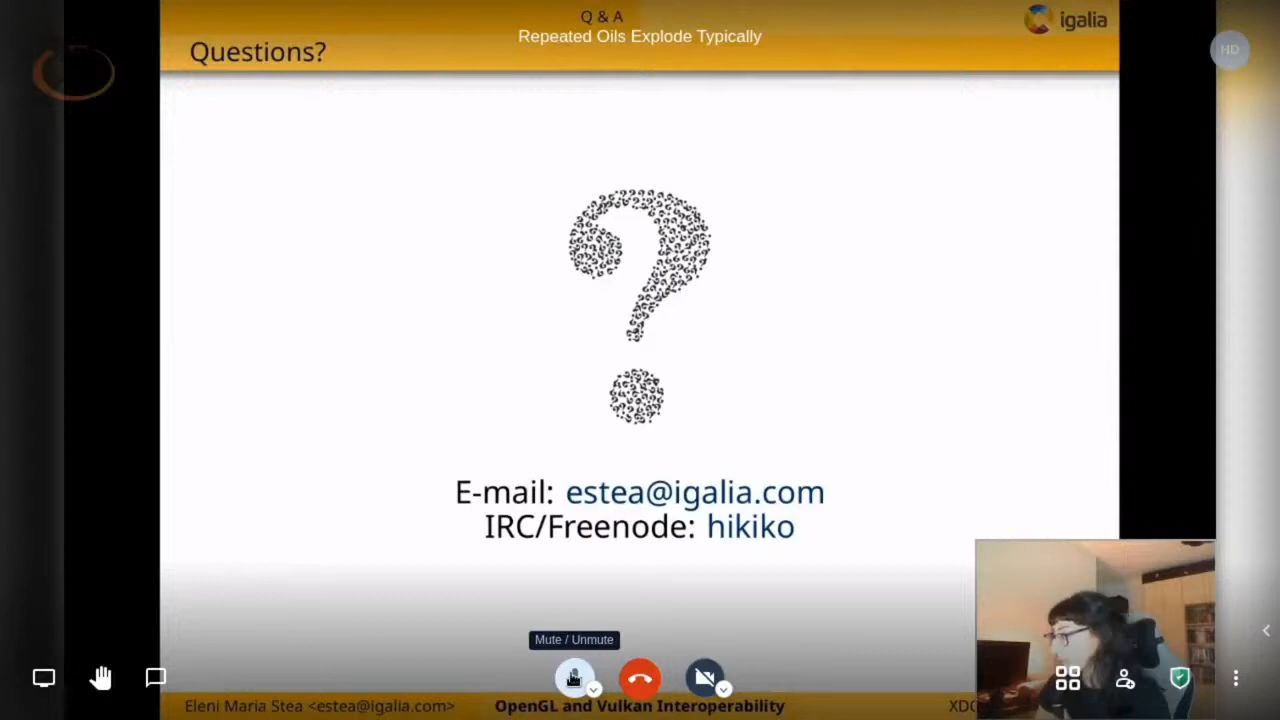 Q & A
Repeated Oils Explode Typically
igalia
Questions?
HD
E-mail: estea@igalia.com
IRC/Freenode: hikiko
Mute / Unmute
Eleni Maria Stea <estea@igalia.com>
OpenGL and Vulkan Interoperability
XDC